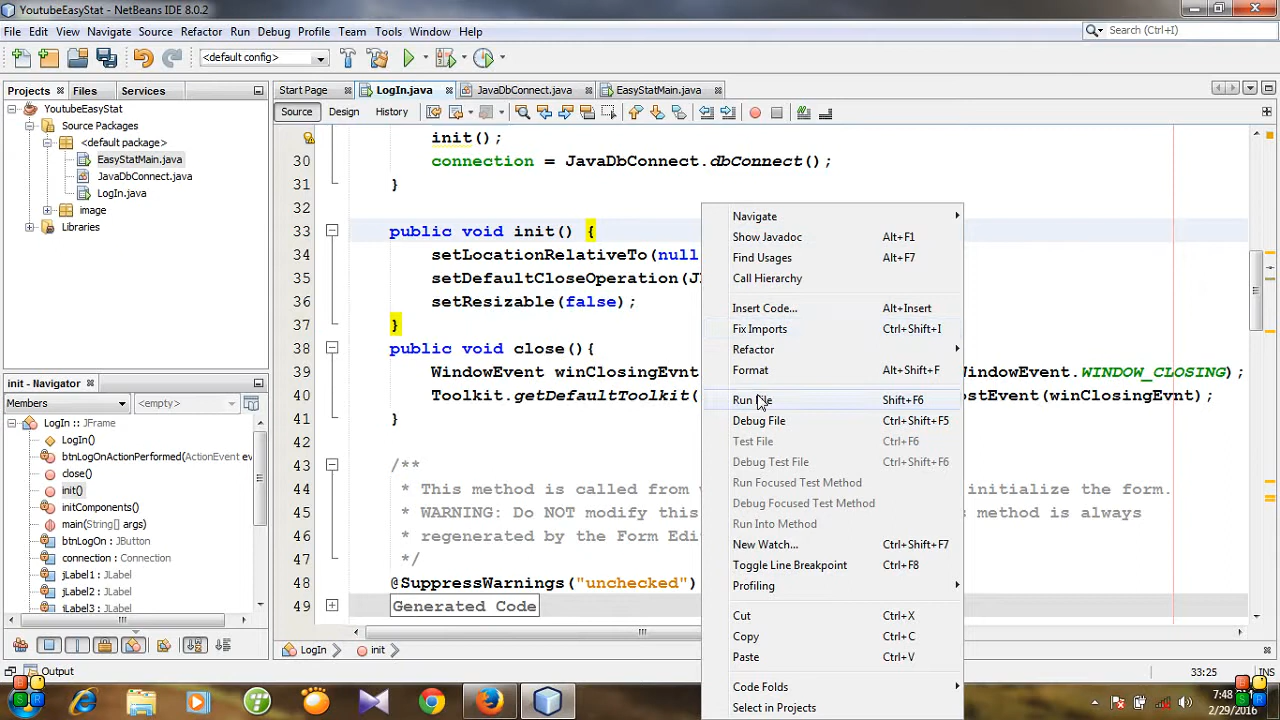 YoutubeEasyStat - NetBeans IDE 8.0.2
File Edit View Navigate Source Refactor Run Debug Profile Team Tools Window Help
Search (Ctrl+I)
<default config>
Projects Files Services
Start Page LogIn.java JavaDbConnect.java EasyStatMain.java
Source Design History
YoutubeEasyStat
Source Packages
<default package>
EasyStatMain.java
JavaDbConnect.java
LogIn.java
image
Libraries
init - Navigator
Members <empty>
LogIn :: JFrame
LogIn()
btnLogOnActionPerformed(ActionEvent ev
close()
init()
initComponents()
main(String[] args)
btnLogOn : JButton
connection : Connection
jLabel1 : JLabel
jLabel2 : JLabel
jLabel3 : JLabel
init();
30 connection = JavaDbConnect.dbConnect();
31 }
32
33 public void init() {
34 setLocationRelativeTo(null
35 setDefaultCloseOperation(J
36 setResizable(false);
37 }
38 public void close(){
39 WindowEvent winClosingEvnt indowEvent.WINDOW_CLOSING);
40 Toolkit.getDefaultToolkit( ostEvent(winClosingEvnt);
41 }
42
43 /**
44 * This method is called from initialize the form.
45 * WARNING: Do NOT modify this s method is always
46 * regenerated by the Form Edi
47 */
48 @SuppressWarnings("unchecked")
49 Generated Code
Navigate
Show Javadoc Alt+F1
Find Usages Alt+F7
Call Hierarchy
Insert Code... Alt+Insert
Fix Imports Ctrl+Shift+I
Refactor
Format Alt+Shift+F
Run File Shift+F6
Debug File Ctrl+Shift+F5
Test File Ctrl+F6
Debug Test File Ctrl+Shift+F6
Run Focused Test Method
Debug Focused Test Method
Run Into Method
New Watch... Ctrl+Shift+F7
Toggle Line Breakpoint Ctrl+F8
Profiling
Cut Ctrl+X
Copy Ctrl+C
Paste Ctrl+V
Code Folds
Select in Projects
LogIn init
Output
33:25
7:48
2/29/2016